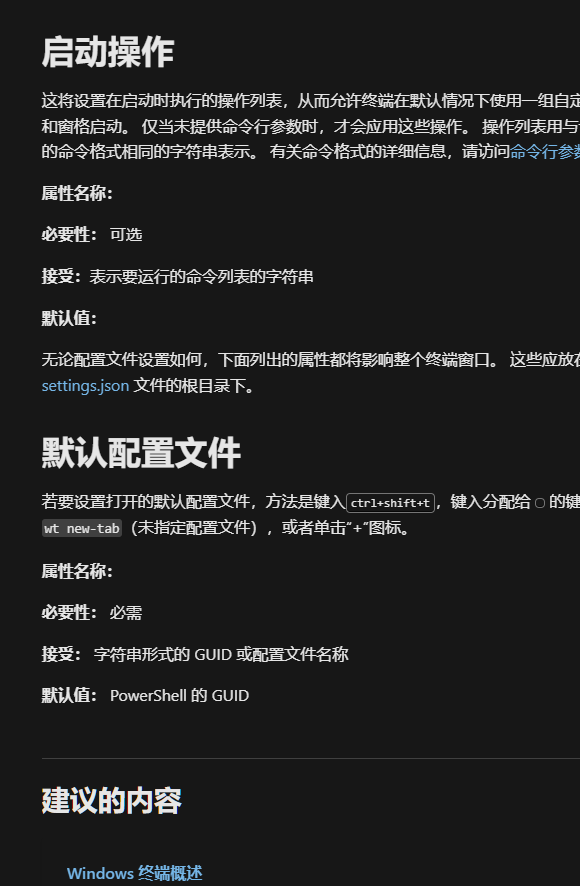 启动操作
这将设置在启动时执行的操作列表，从而允许终端在默认情况下使用一组自定
和窗格启动。 仅当未提供命令行参数时，才会应用这些操作。 操作列表用与
的命令格式相同的字符串表示。 有关命令格式的详细信息，请访问命令行参数
属性名称：
必要性： 可选
接受：表示要运行的命令列表的字符串
默认值：
无论配置文件设置如何，下面列出的属性都将影响整个终端窗口。 这些应放在
settings.json 文件的根目录下。
默认配置文件
若要设置打开的默认配置文件，方法是键入 ctrl+shift+t，键入分配给 的键
wt new-tab（未指定配置文件），或者单击“+”图标。
属性名称：
必要性： 必需
接受： 字符串形式的 GUID 或配置文件名称
默认值： PowerShell 的 GUID
建议的内容
Windows 终端概述